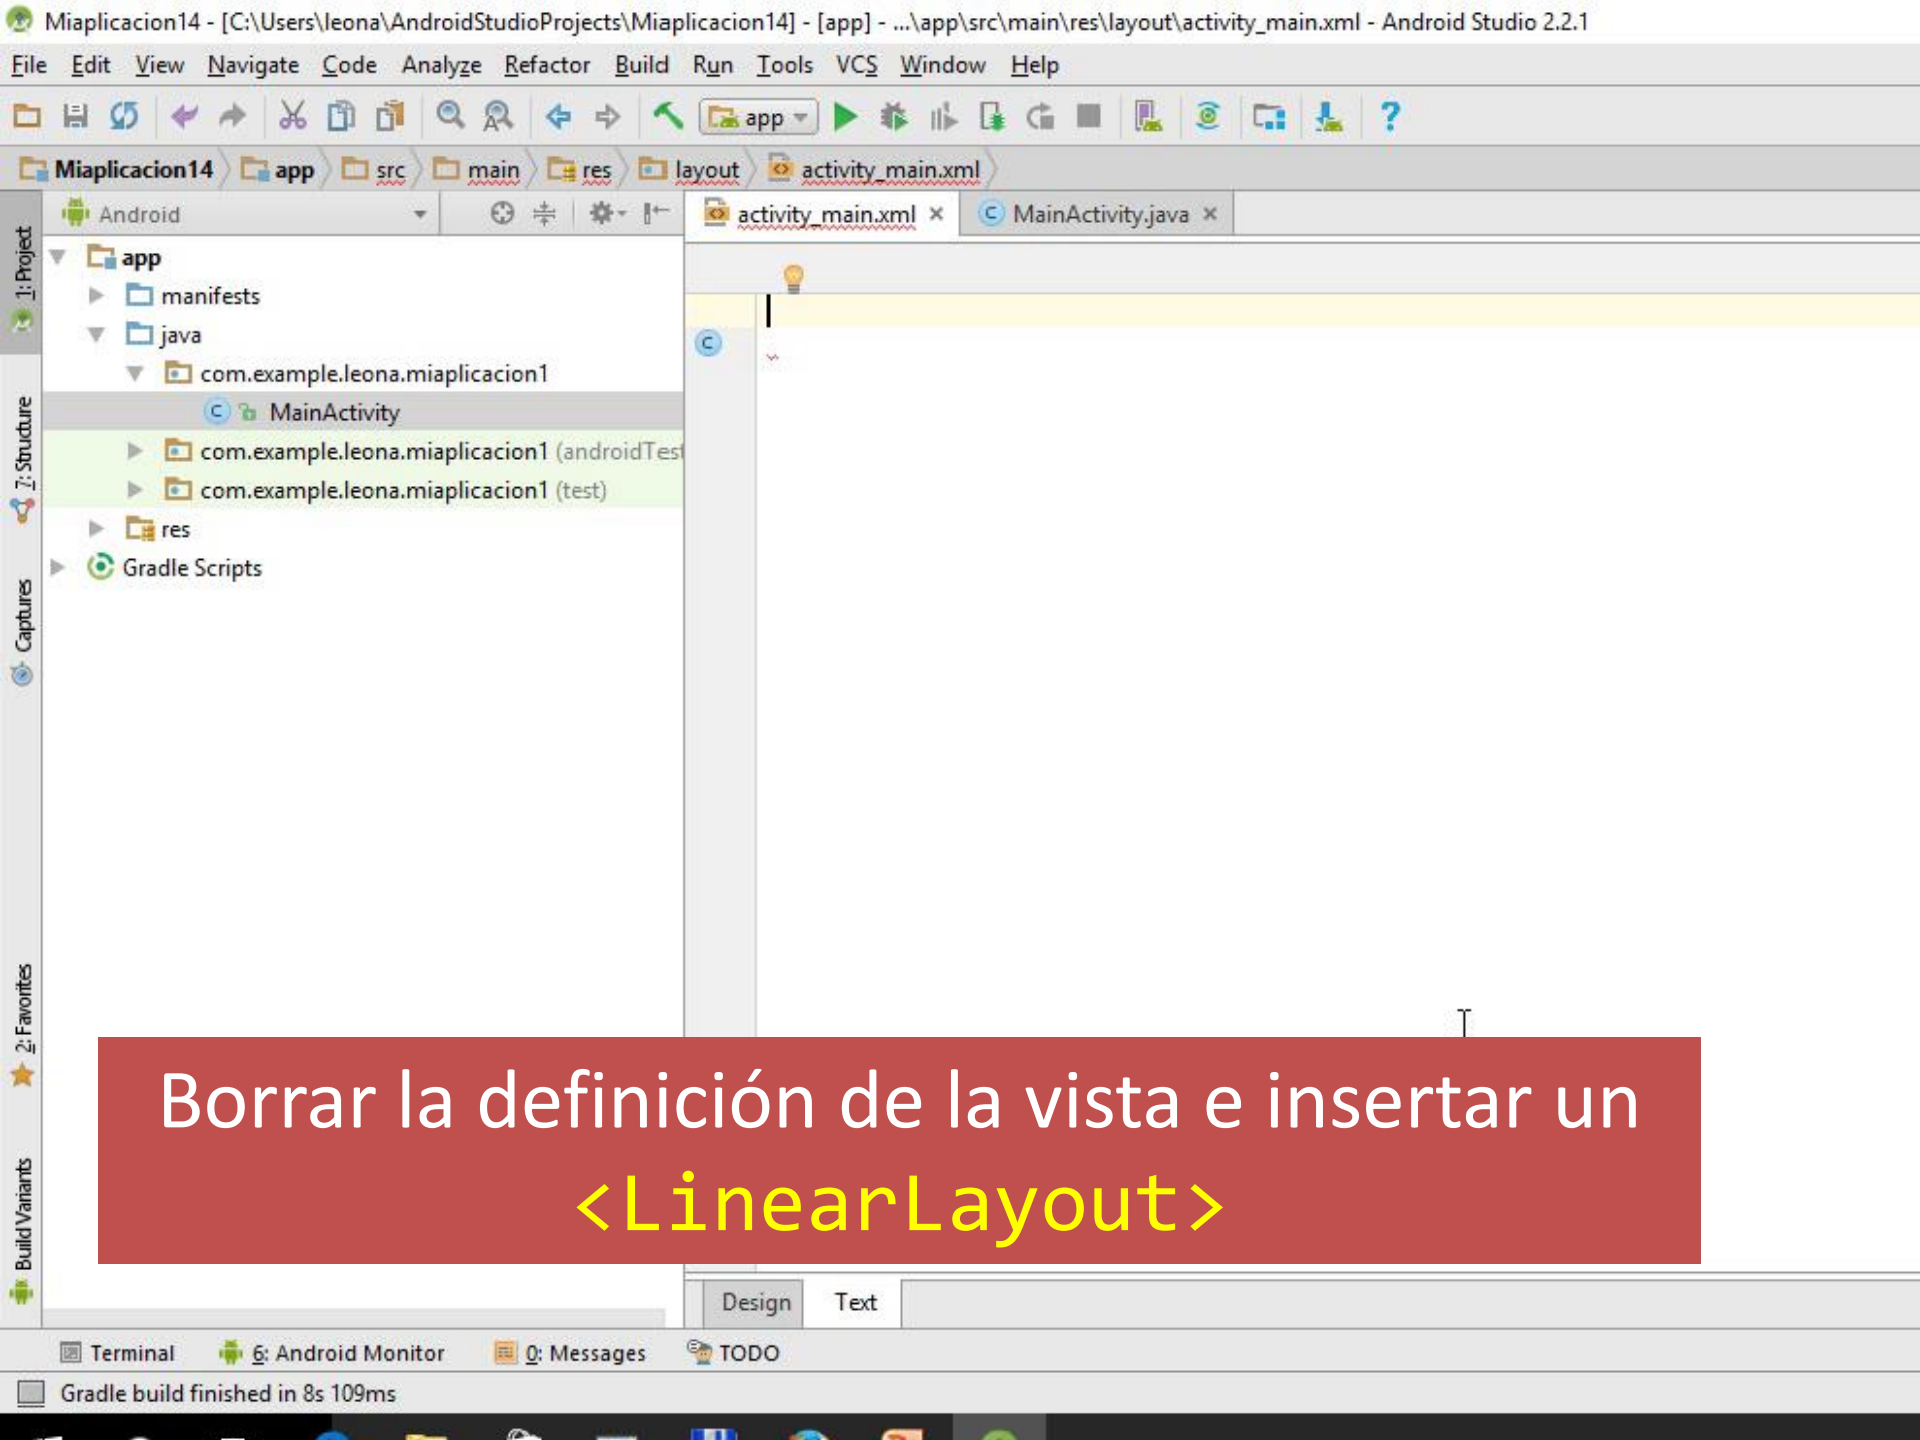 Miaplicacion14 - [C:\Users\leona\AndroidStudioProjects\Miaplicacion14] - [app] - ...\app\src\main\res\layout\activity_main.xml - Android Studio 2.2.1
File Edit View Navigate Code Analyze Refactor Build Run Tools VCS Window Help
app
Miaplicacion14 app src main res layout activity_main.xml
Android
activity_main.xml MainActivity.java
1: Project
app
manifests
java
com.example.leona.miaplicacion1
MainActivity
com.example.leona.miaplicacion1 (androidTest
com.example.leona.miaplicacion1 (test)
res
Gradle Scripts
7: Structure
Captures
2: Favorites
Build Variants
Borrar la definición de la vista e insertar un
<LinearLayout>
Design Text
Terminal 6: Android Monitor 0: Messages TODO
Gradle build finished in 8s 109ms